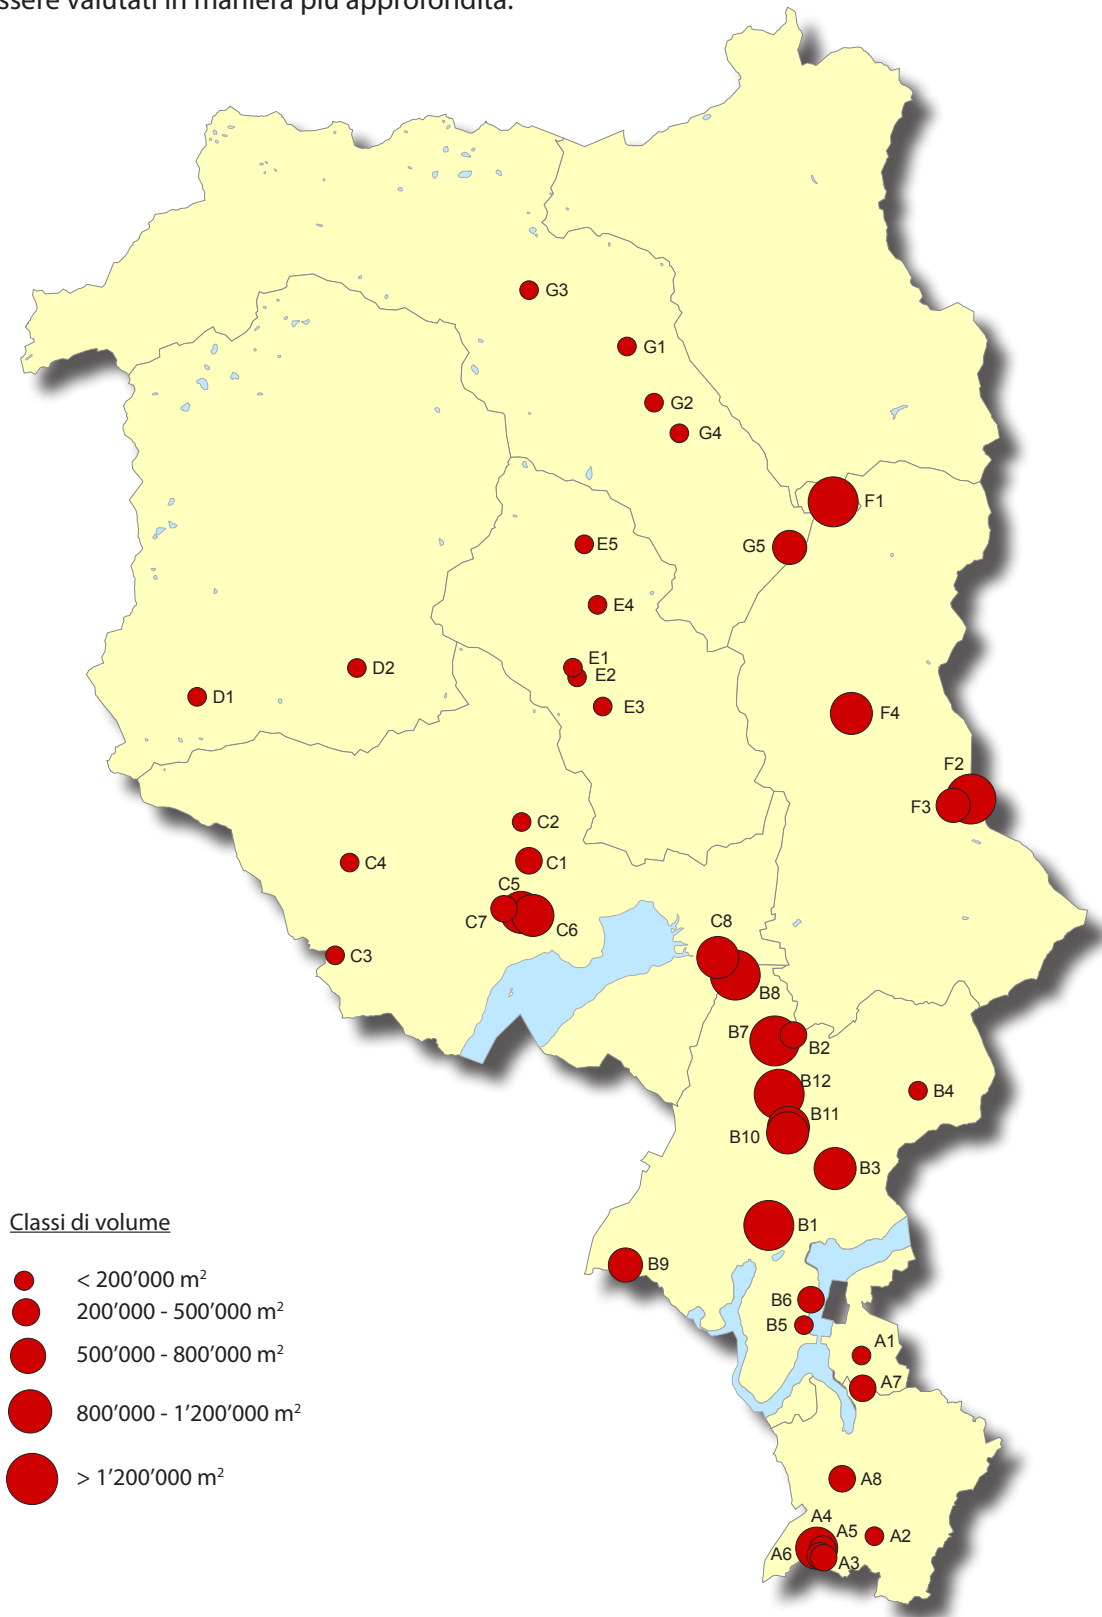 ssere valutati in maniera più approfondita.
G3
G1
G2
G4
F1
G5
E5
E4
E1
E2
D2
D1
E3
F4
F2
F3
C2
C1
C4
C5
C7
C6
C8
C3
B8
B7
B2
B12
B4
B11
B10
B3
Classi di volume
B1
B9
< 200’000 m²
B6
200’000 - 500’000 m²
B5
A1
500’000 - 800’000 m²
A7
800’000 - 1’200’000 m²
> 1’200’000 m²
A8
A4
A5
A2
A6
A3